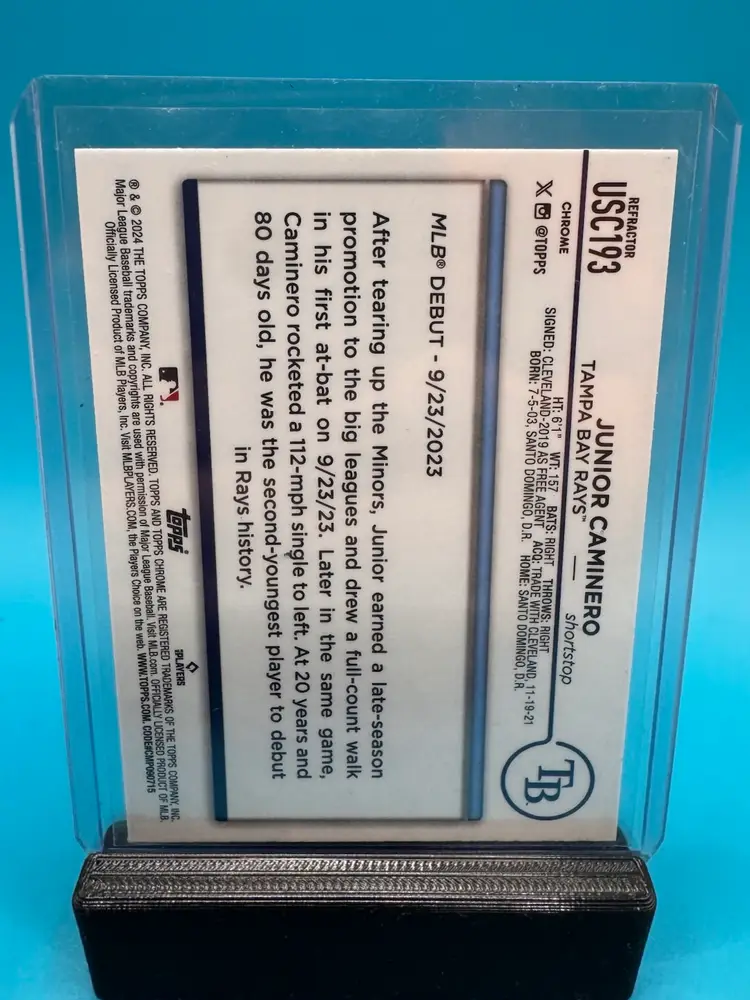 REFRACTOR
USC193
CHROME
X @TOPPS
JUNIOR CAMINERO
TAMPA BAY RAYS™ — shortstop
HT: 6'1" WT: 157 BATS: RIGHT THROWS: RIGHT
SIGNED: CLEVELAND-2019 AS FREE AGENT ACQ: TRADE WITH CLEVELAND, 11-19-21
BORN: 7-5-03, SANTO DOMINGO, D.R. HOME: SANTO DOMINGO, D.R.
TB
MLB® DEBUT - 9/23/2023
After tearing up the Minors, Junior earned a late-season
promotion to the big leagues and drew a full-count walk
in his first at-bat on 9/23/23. Later in the same game,
Caminero rocketed a 112-mph single to left. At 20 years and
80 days old, he was the second-youngest player to debut
in Rays history.
topps
PLAYERS
® & © 2024 THE TOPPS COMPANY, INC. ALL RIGHTS RESERVED. TOPPS AND TOPPS CHROME ARE REGISTERED TRADEMARKS OF THE TOPPS COMPANY, INC.
Major League Baseball trademarks and copyrights are used with permission of Major League Baseball. Visit MLB.com. OFFICIALLY LICENSED PRODUCT OF MLB.
Officially Licensed Product of MLB Players, Inc. Visit MLBPLAYERS.COM, the Players Choice on the web. WWW.TOPPS.COM. CODE#CMP090715